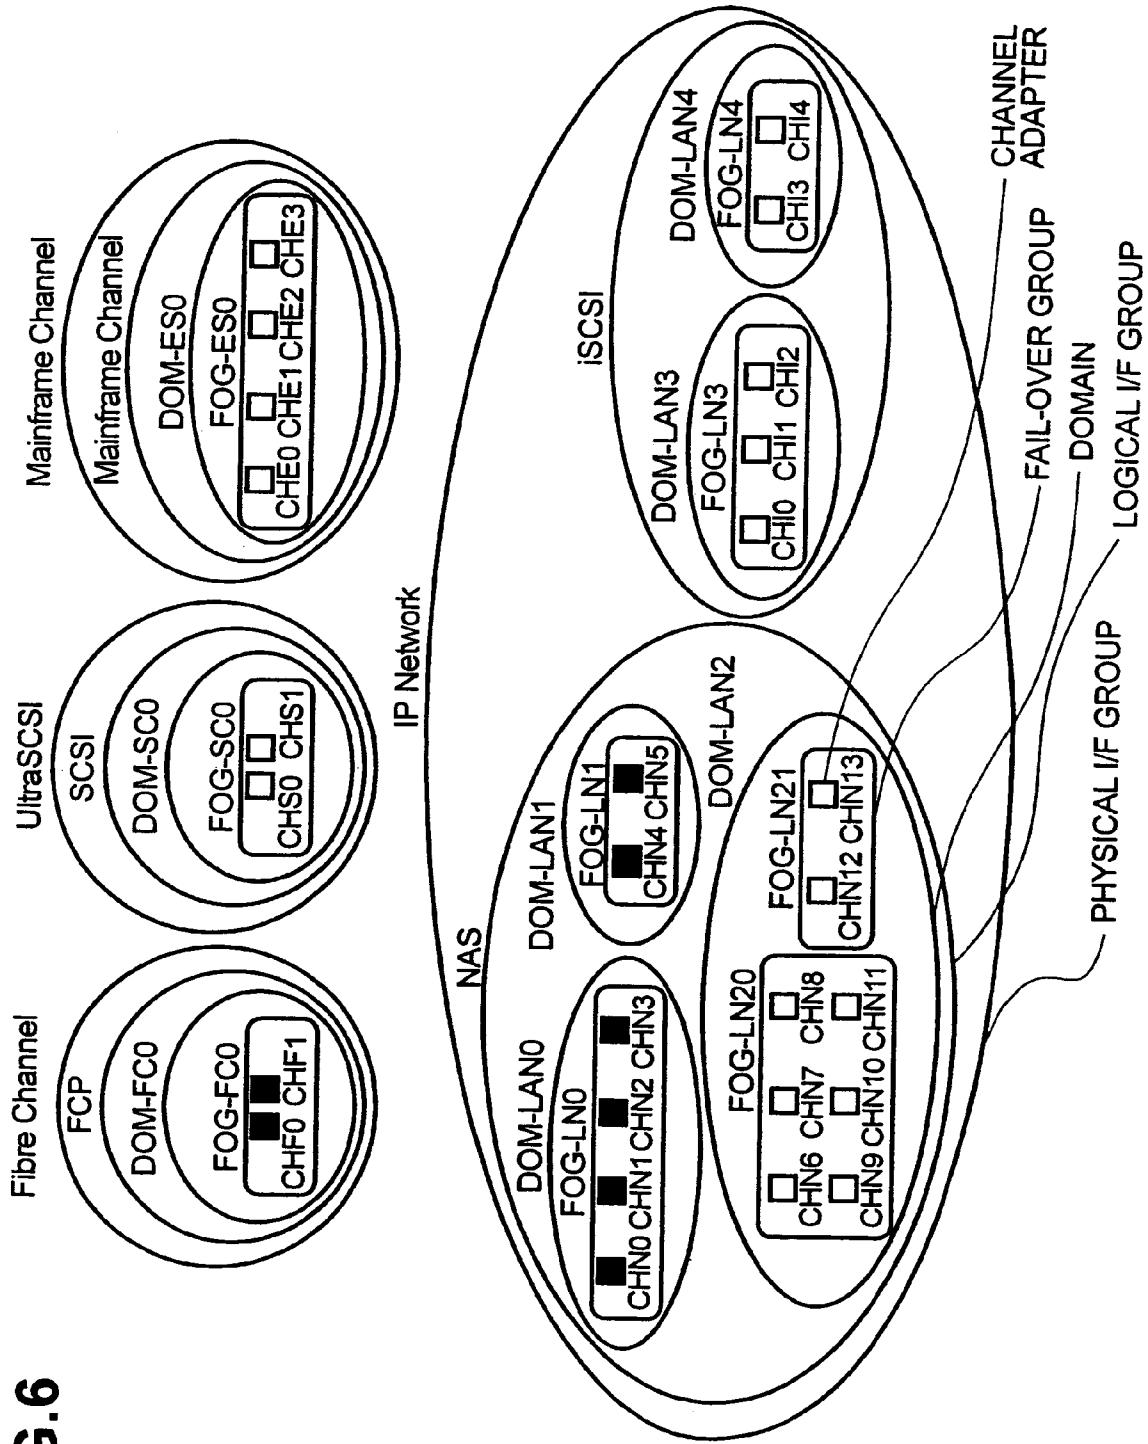 G.6
Fibre Channel
FCP
DOM-FC0
FOG-FC0
CHF0 CHF1
UltraSCSI
SCSI
DOM-SC0
FOG-SC0
CHS0 CHS1
Mainframe Channel
Mainframe Channel
DOM-ES0
FOG-ES0
CHE0 CHE1 CHE2 CHE3
IP Network
NAS
DOM-LAN0
FOG-LN0
CHN0 CHN1 CHN2 CHN3
DOM-LAN1
FOG-LN1
CHN4 CHN5
DOM-LAN2
FOG-LN20
CHN6 CHN7 CHN8
CHN9 CHN10 CHN11
FOG-LN21
CHN12 CHN13
iSCSI
DOM-LAN3
FOG-LN3
CHI0 CHI1 CHI2
DOM-LAN4
FOG-LN4
CHI3 CHI4
CHANNEL
ADAPTER
FAIL-OVER GROUP
DOMAIN
LOGICAL I/F GROUP
PHYSICAL I/F GROUP